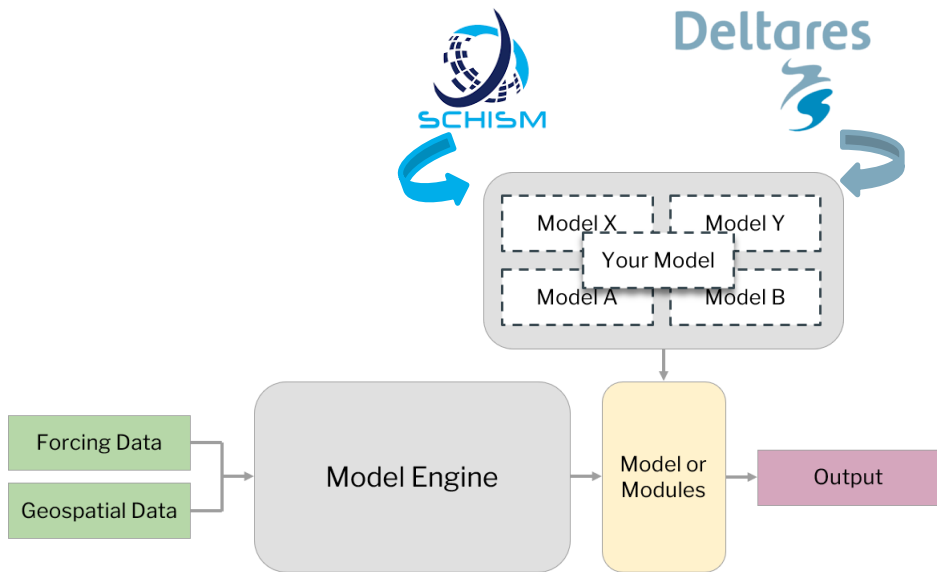 Deltares
SCHISM
Model X
Model Y
Your Model
Model A
Model B
Forcing Data
Geospatial Data
Model Engine
Model or
Modules
Output